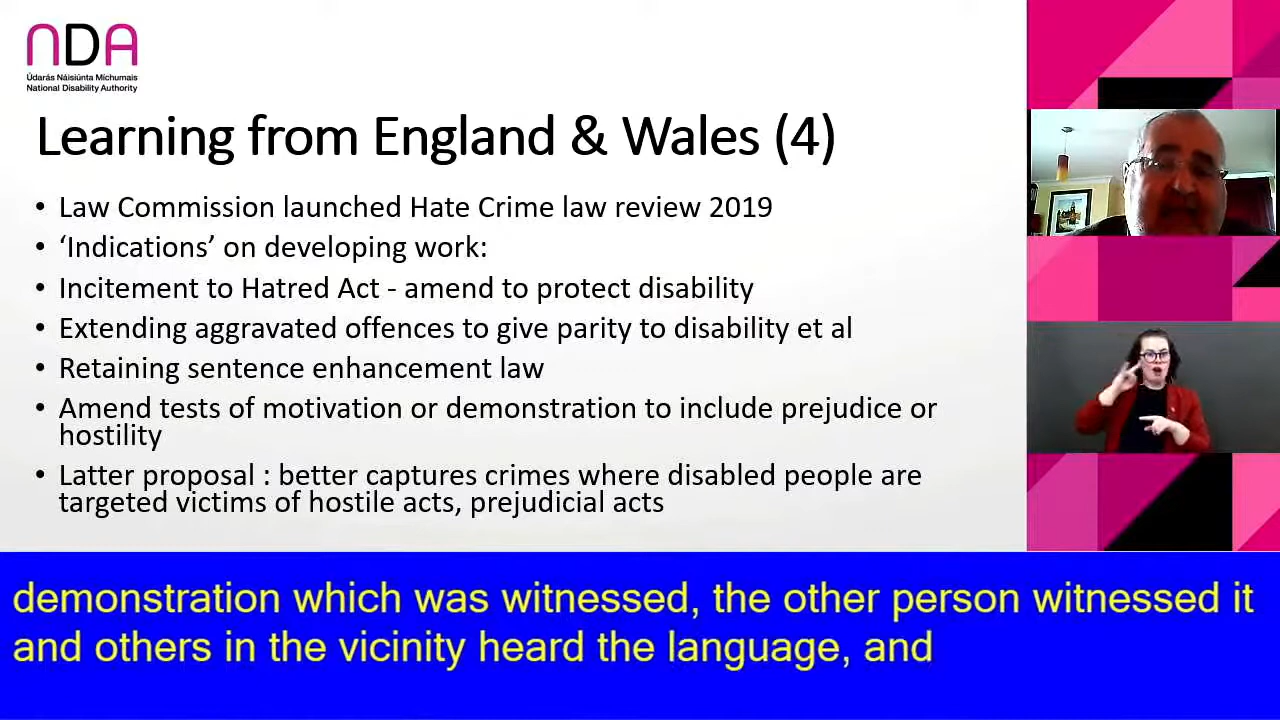 NDA
Údarás Náisiúnta Míchumais
National Disability Authority
Learning from England & Wales (4)
• Law Commission launched Hate Crime law review 2019
• ‘Indications’ on developing work:
• Incitement to Hatred Act - amend to protect disability
• Extending aggravated offences to give parity to disability et al
• Retaining sentence enhancement law
• Amend tests of motivation or demonstration to include prejudice or
hostility
• Latter proposal : better captures crimes where disabled people are
targeted victims of hostile acts, prejudicial acts
demonstration which was witnessed, the other person witnessed it
and others in the vicinity heard the language, and